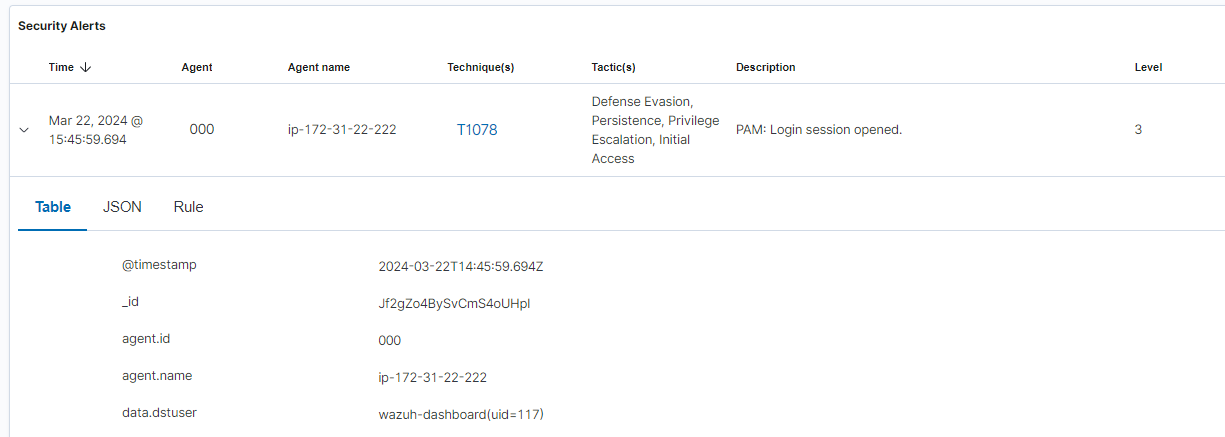 Security Alerts
Time Agent Agent name Technique(s) Tactic(s) Description Level
Mar 22, 2024 @
15:45:59.694
000
ip-172-31-22-222
T1078
Defense Evasion,
Persistence, Privilege
Escalation, Initial
Access
PAM: Login session opened.
3
Table JSON Rule
@timestamp 2024-03-22T14:45:59.694Z
_id Jf2gZo4BySvCmS4oUHpI
agent.id 000
agent.name ip-172-31-22-222
data.dstuser wazuh-dashboard(uid=117)